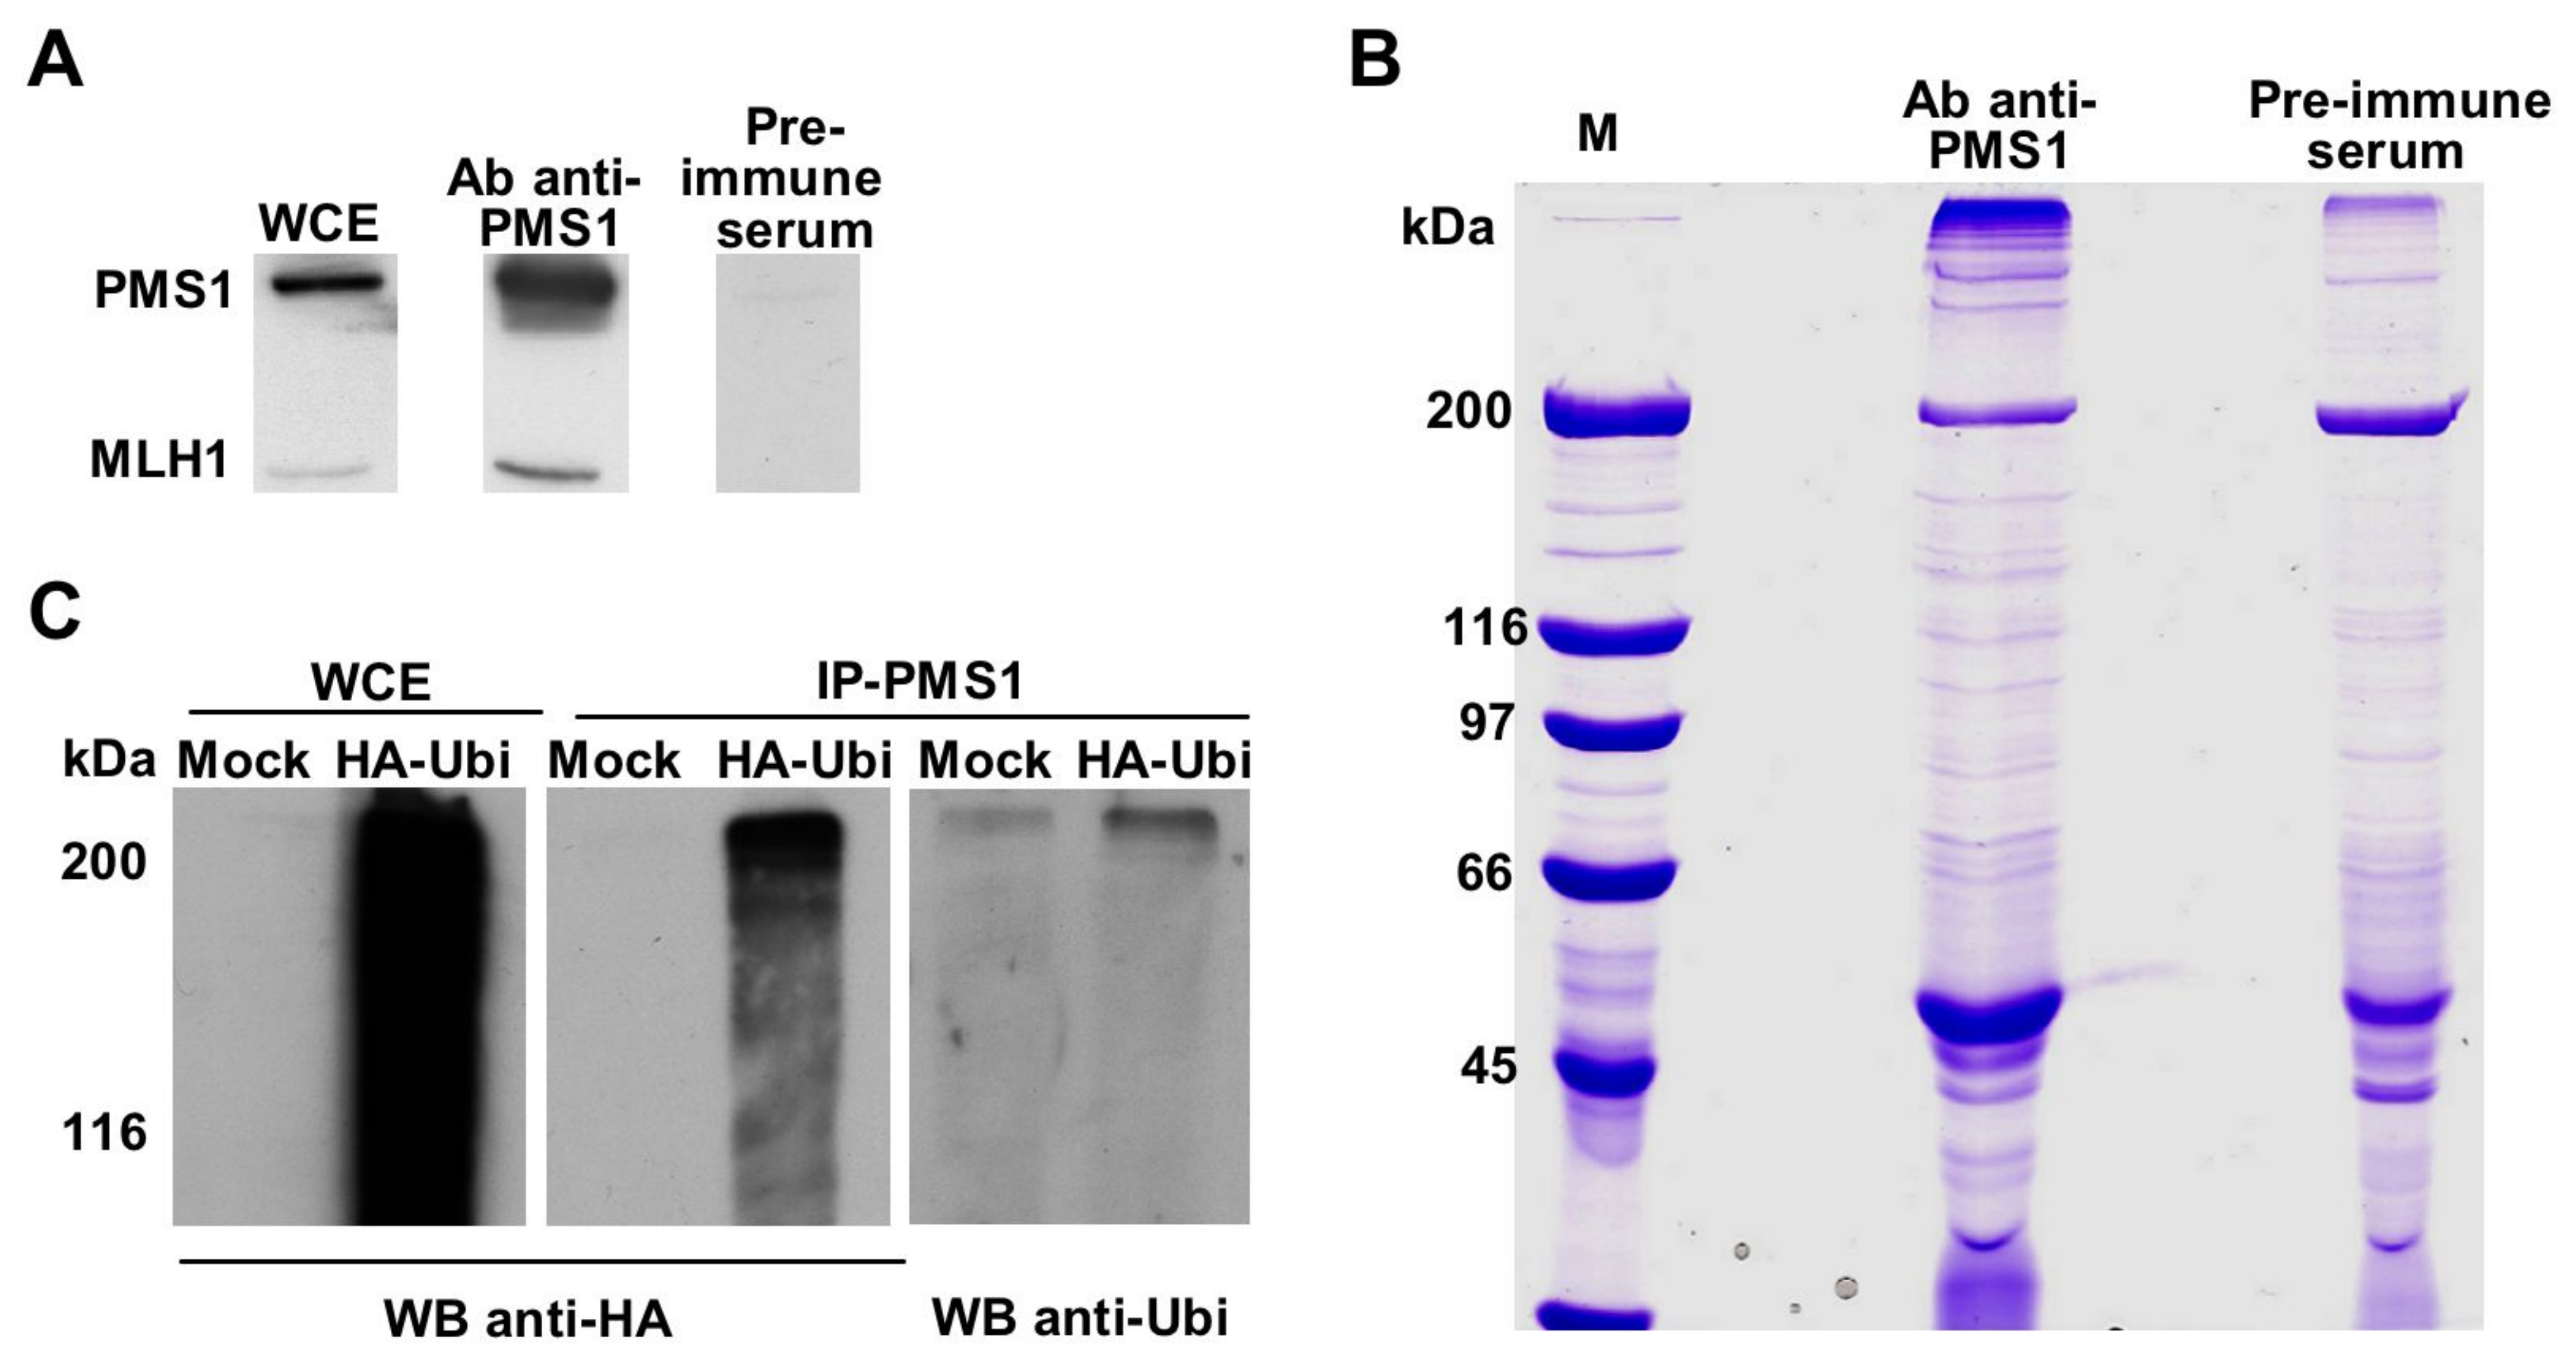 A
Pre-
Ab anti- immune
WCE PMS1 serum
PMS1
MLH1
B
Ab anti- Pre-immune
M PMS1 serum
kDa
200
116
97
66
45
C
WCE IP-PMS1
kDa Mock HA-Ubi Mock HA-Ubi Mock HA-Ubi
200
116
WB anti-HA WB anti-Ubi